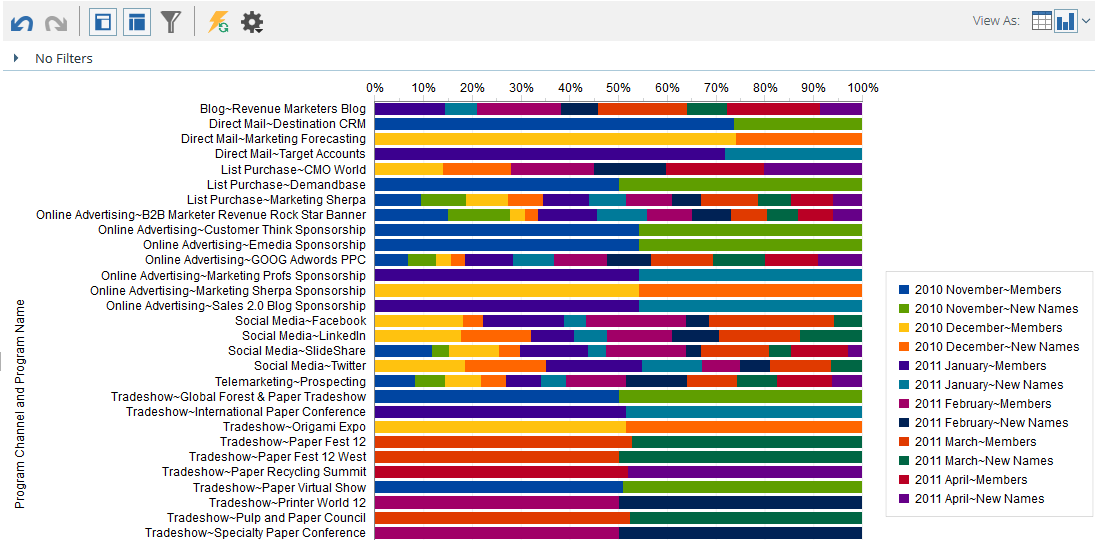 View As:
No Filters
0% 10% 20% 30% 40% 50% 60% 70% 80% 90% 100%
Program Channel and Program Name
Blog~Revenue Marketers Blog
Direct Mail~Destination CRM
Direct Mail~Marketing Forecasting
Direct Mail~Target Accounts
List Purchase~CMO World
List Purchase~Demandbase
List Purchase~Marketing Sherpa
Online Advertising~B2B Marketer Revenue Rock Star Banner
Online Advertising~Customer Think Sponsorship
Online Advertising~Emedia Sponsorship
Online Advertising~GOOG Adwords PPC
Online Advertising~Marketing Profs Sponsorship
Online Advertising~Marketing Sherpa Sponsorship
Online Advertising~Sales 2.0 Blog Sponsorship
Social Media~Facebook
Social Media~LinkedIn
Social Media~SlideShare
Social Media~Twitter
Telemarketing~Prospecting
Tradeshow~Global Forest & Paper Tradeshow
Tradeshow~International Paper Conference
Tradeshow~Origami Expo
Tradeshow~Paper Fest 12
Tradeshow~Paper Fest 12 West
Tradeshow~Paper Recycling Summit
Tradeshow~Paper Virtual Show
Tradeshow~Printer World 12
Tradeshow~Pulp and Paper Council
Tradeshow~Specialty Paper Conference
2010 November~Members
2010 November~New Names
2010 December~Members
2010 December~New Names
2011 January~Members
2011 January~New Names
2011 February~Members
2011 February~New Names
2011 March~Members
2011 March~New Names
2011 April~Members
2011 April~New Names